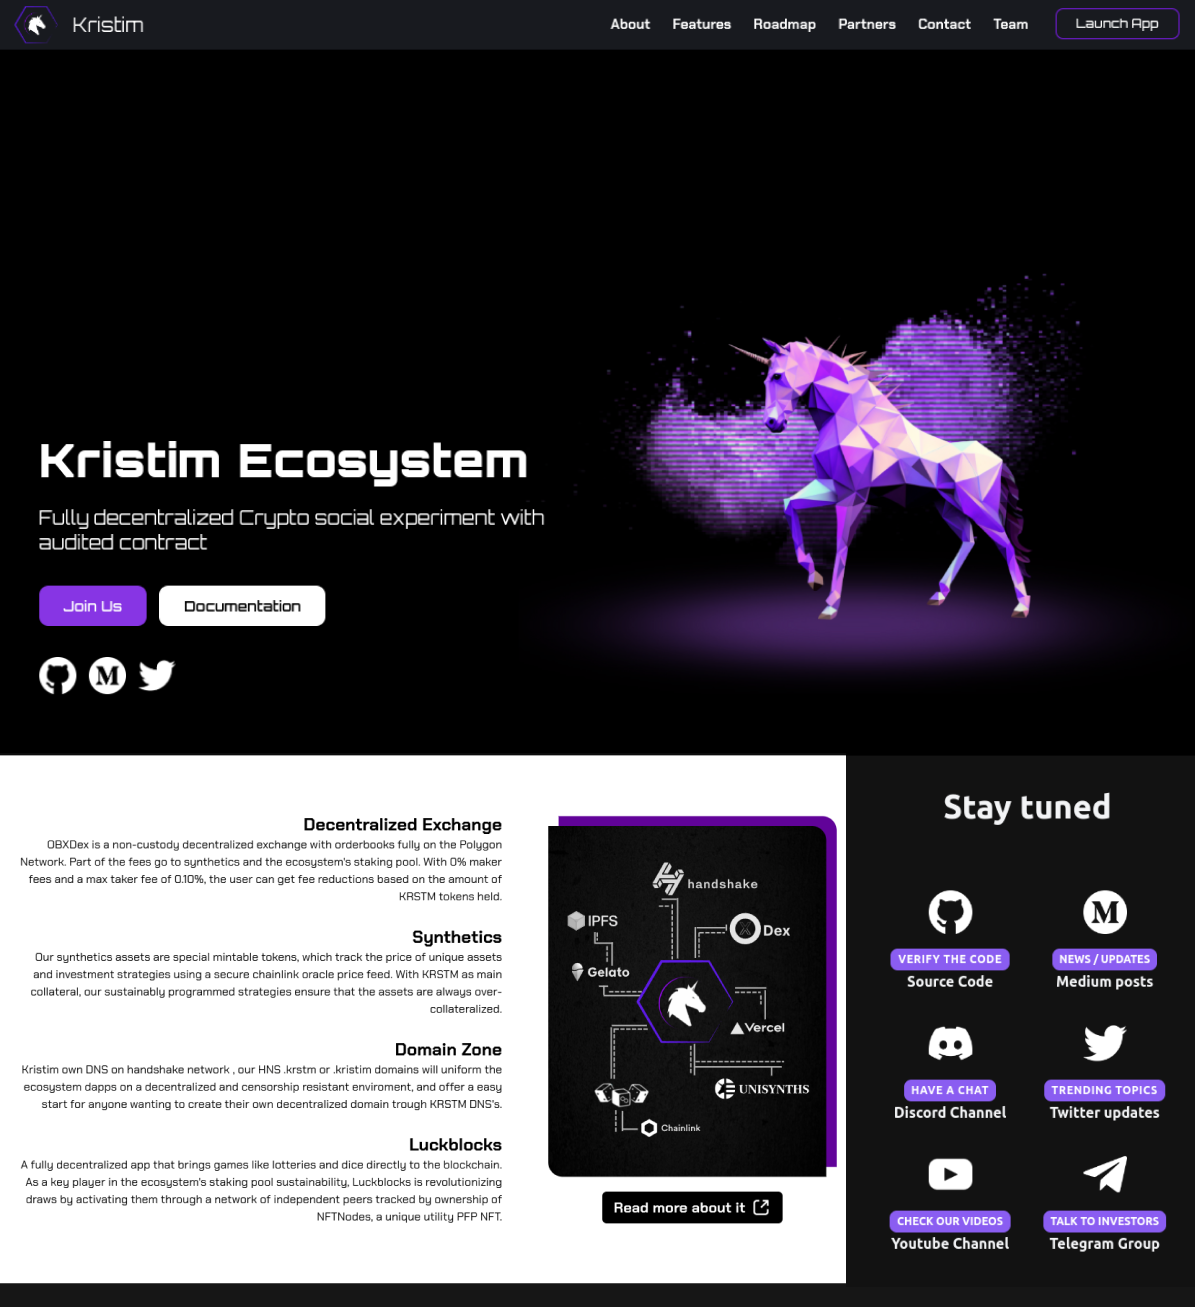 Kristim
About Features Roadmap Partners Contact Team Launch App
Kristim Ecosystem
Fully decentralized Crypto social experiment with
audited contract
Join Us Documentation
M
Decentralized Exchange
OBXDex is a non-custody decentralized exchange with orderbooks fully on the Polygon
Network. Part of the fees go to synthetics and the ecosystem's staking pool. With 0% maker
fees and a max taker fee of 0.10%, the user can get fee reductions based on the amount of
KRSTM tokens held.
Synthetics
Our synthetics assets are special mintable tokens, which track the price of unique assets
and investment strategies using a secure chainlink oracle price feed. With KRSTM as main
collateral, our sustainably programmed strategies ensure that the assets are always over-
collateralized.
Domain Zone
Kristim own DNS on handshake network , our HNS .krstm or .kristim domains will uniform the
ecosystem dapps on a decentralized and censorship resistant enviroment, and offer a easy
start for anyone wanting to create their own decentralized domain trough KRSTM DNS's.
Luckblocks
A fully decentralized app that brings games like lotteries and dice directly to the blockchain.
As a key player in the ecosystem's staking pool sustainability, Luckblocks is revolutionizing
draws by activating them through a network of independent peers tracked by ownership of
NFTNodes, a unique utility PFP NFT.
handshake
IPFS
Dex
Gelato
Vercel
UNISYNTHS
Chainlink
Read more about it
Stay tuned
M
VERIFY THE CODE NEWS / UPDATES
Source Code Medium posts
HAVE A CHAT TRENDING TOPICS
Discord Channel Twitter updates
CHECK OUR VIDEOS TALK TO INVESTORS
Youtube Channel Telegram Group